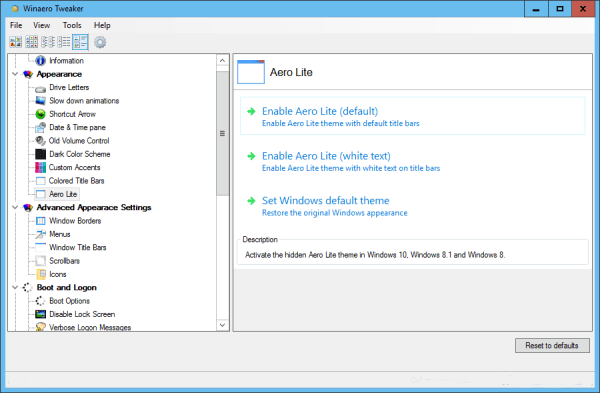 Winaero Tweaker
File View Tools Help
Information
Appearance
Drive Letters
Slow down animations
Shortcut Arrow
Date & Time pane
Old Volume Control
Dark Color Scheme
Custom Accents
Colored Title Bars
Aero Lite
Advanced Appearace Settings
Window Borders
Menus
Window Title Bars
Scrollbars
Icons
Boot and Logon
Boot Options
Disable Lock Screen
Verbose Logon Messages
Aero Lite
Enable Aero Lite (default)
Enable Aero Lite theme with default title bars
Enable Aero Lite (white text)
Enable Aero Lite theme with white text on title bars
Set Windows default theme
Restore the original Windows appearance
Description
Activate the hidden Aero Lite theme in Windows 10, Windows 8.1 and Windows 8.
Reset to defaults